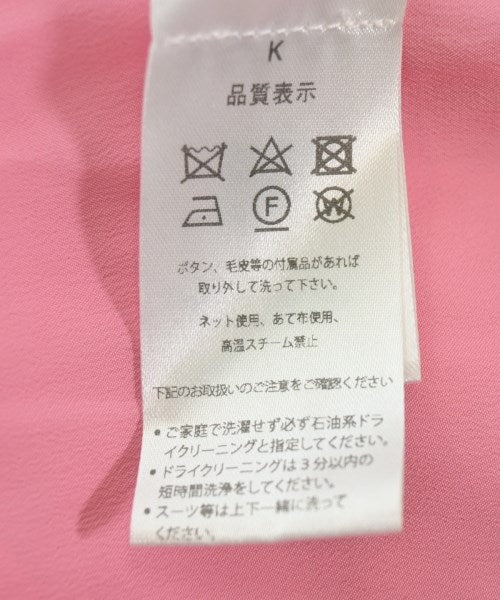 K
品質表示
F
W
ボタン、毛皮等の付属品があれば
取り外して洗って下さい。
ネット使用、あて布使用、
高温スチーム禁止
下記のお取扱いのご注意をご確認ください
•ご家庭で洗濯せず必ず石油系ドラ
イクリーニングと指定してください。
•ドライクリーニングは3分以内の
短時間洗浄をしてください。
•スーツ等は上下一緒に洗って
ください。